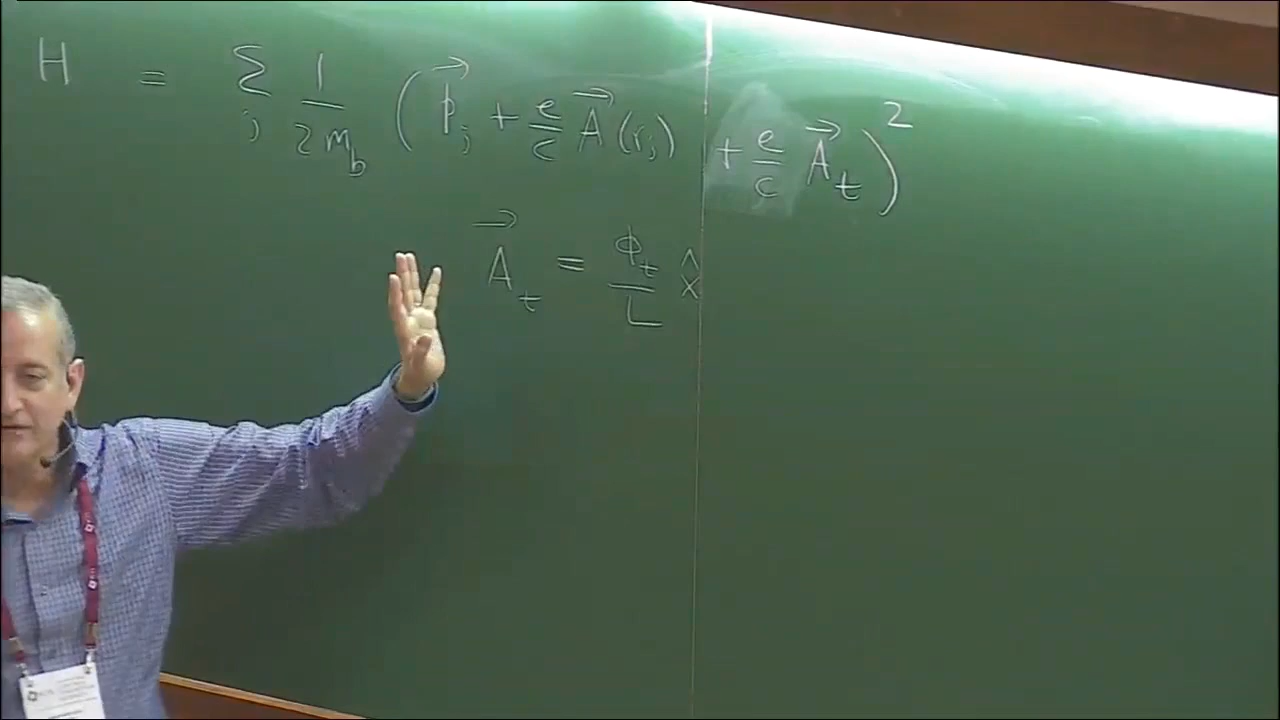 H = Σ_j 1/2m_b (p⃗_j + e/c A⃗(r_j) + e/c A⃗_t)²
A⃗_t = ϕ_t/L x̂